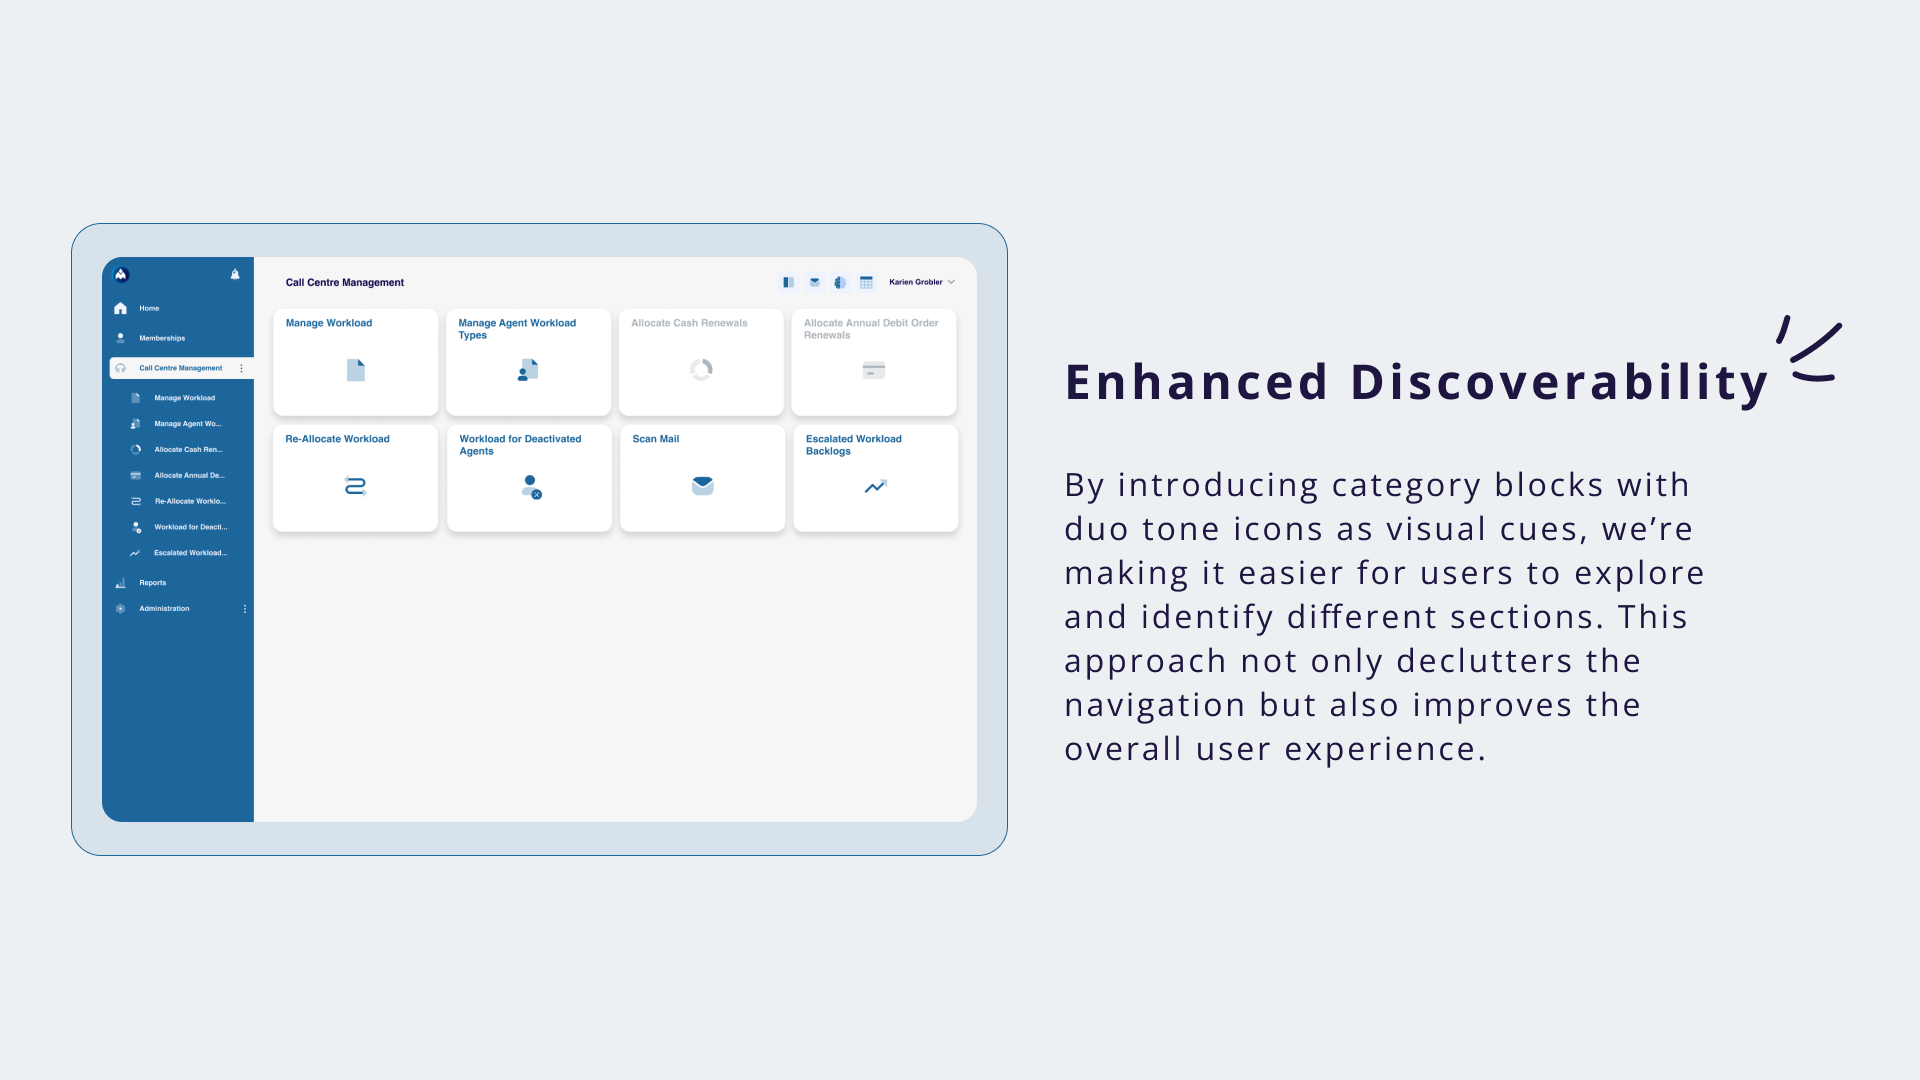 Home
Memberships
Call Centre Management
Manage Workload
Manage Agent Wo...
Allocate Cash Ren...
Allocate Annual De...
Re-Allocate Worklo...
Workload for Deacti...
Escalated Workload...
Reports
Administration
Call Centre Management
Karien Grobler
Manage Workload
Manage Agent Workload
Types
Allocate Cash Renewals
Allocate Annual Debit Order
Renewals
Re-Allocate Workload
Workload for Deactivated
Agents
Scan Mail
Escalated Workload
Backlogs
Enhanced Discoverability
By introducing category blocks with
duo tone icons as visual cues, we’re
making it easier for users to explore
and identify different sections. This
approach not only declutters the
navigation but also improves the
overall user experience.